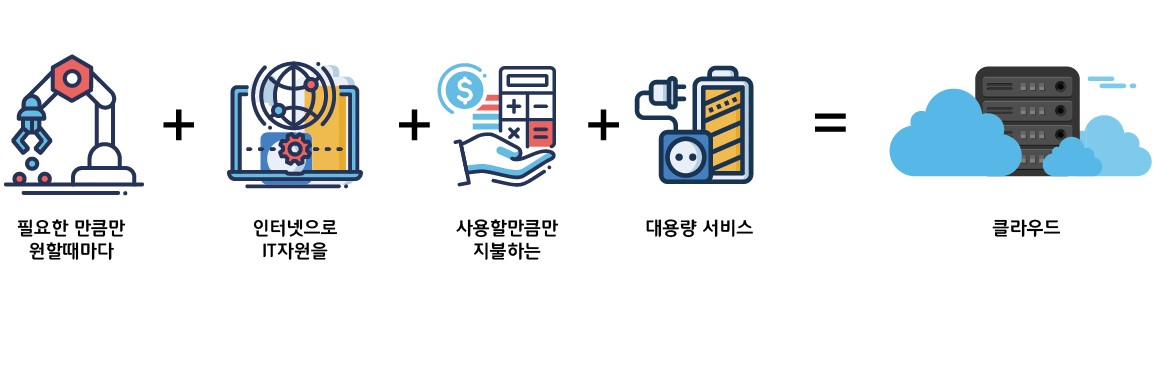 필요한 만큼만
원할때마다
+
인터넷으로
IT자원을
+
사용할만큼만
지불하는
+
대용량 서비스
=
클라우드